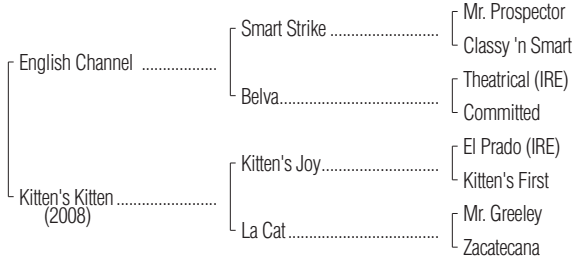 Mr. Prospector
Smart Strike ........................
Classy 'n Smart
English Channel ................
Theatrical (IRE)
Belva...................................
Committed
El Prado (IRE)
Kitten's Joy..........................
Kitten's First
Kitten's Kitten .....................
(2008)
Mr. Greeley
La Cat.................................
Zacatecana